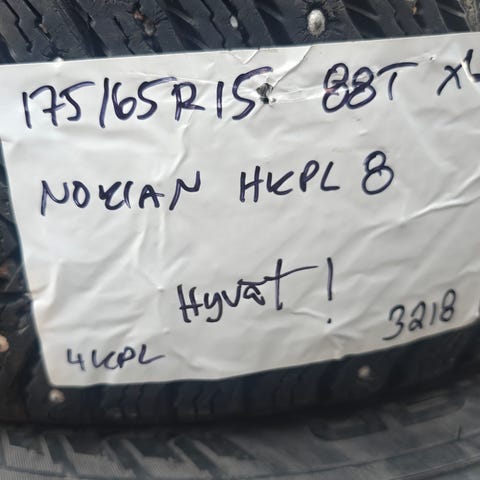 175/65R15 88T XL
NOKIAN HKPL 8
Hyvät!
3218
4KPL